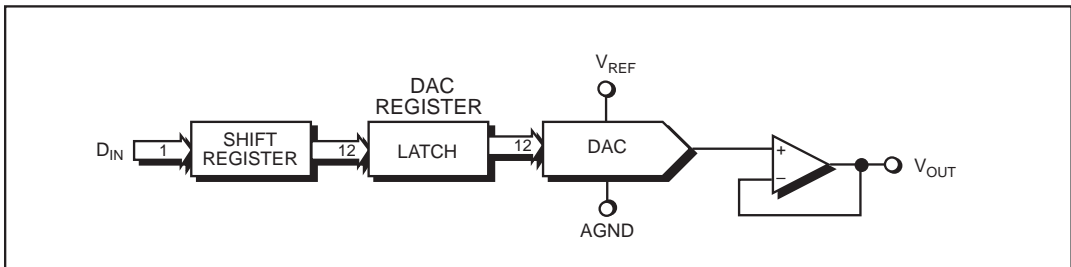 V_REF
DAC
REGISTER
D_IN
1
SHIFT
REGISTER
12
LATCH
12
DAC
+
–
V_OUT
AGND